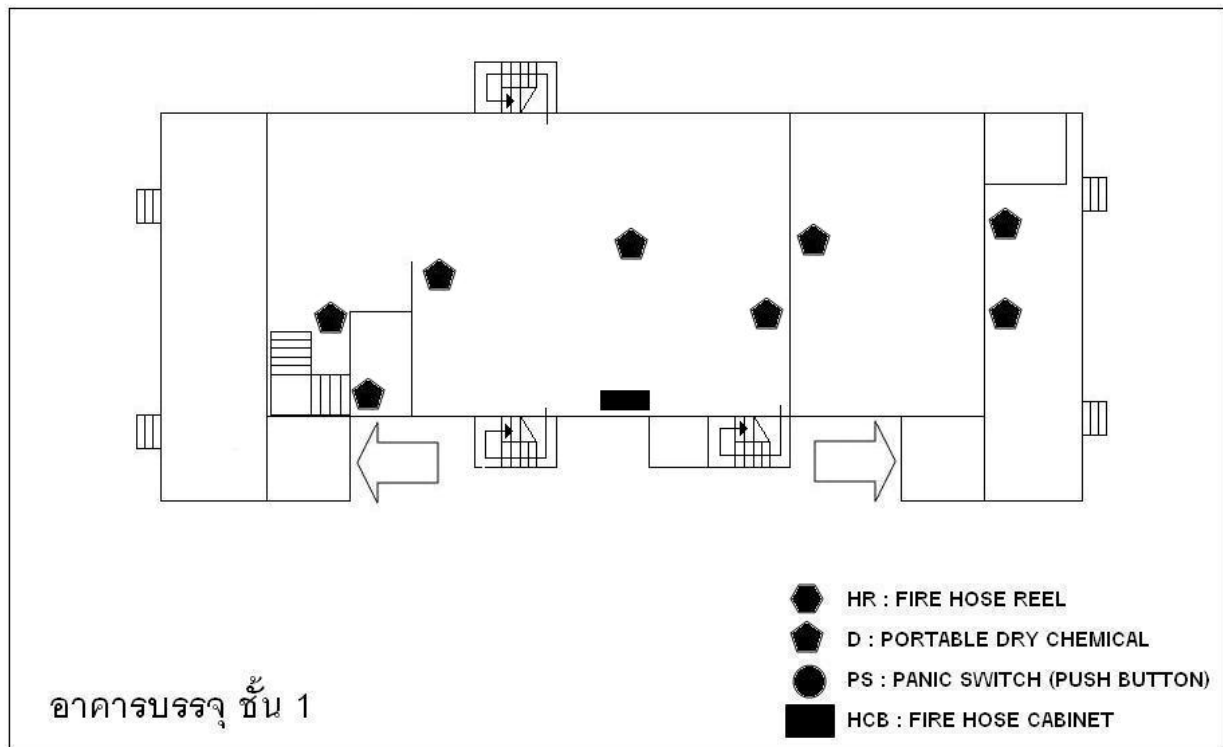 HR : FIRE HOSE REEL
D : PORTABLE DRY CHEMICAL
PS : PANIC SWITCH (PUSH BUTTON)
HCB : FIRE HOSE CABINET
อาคารบรรจุ ชั้น 1